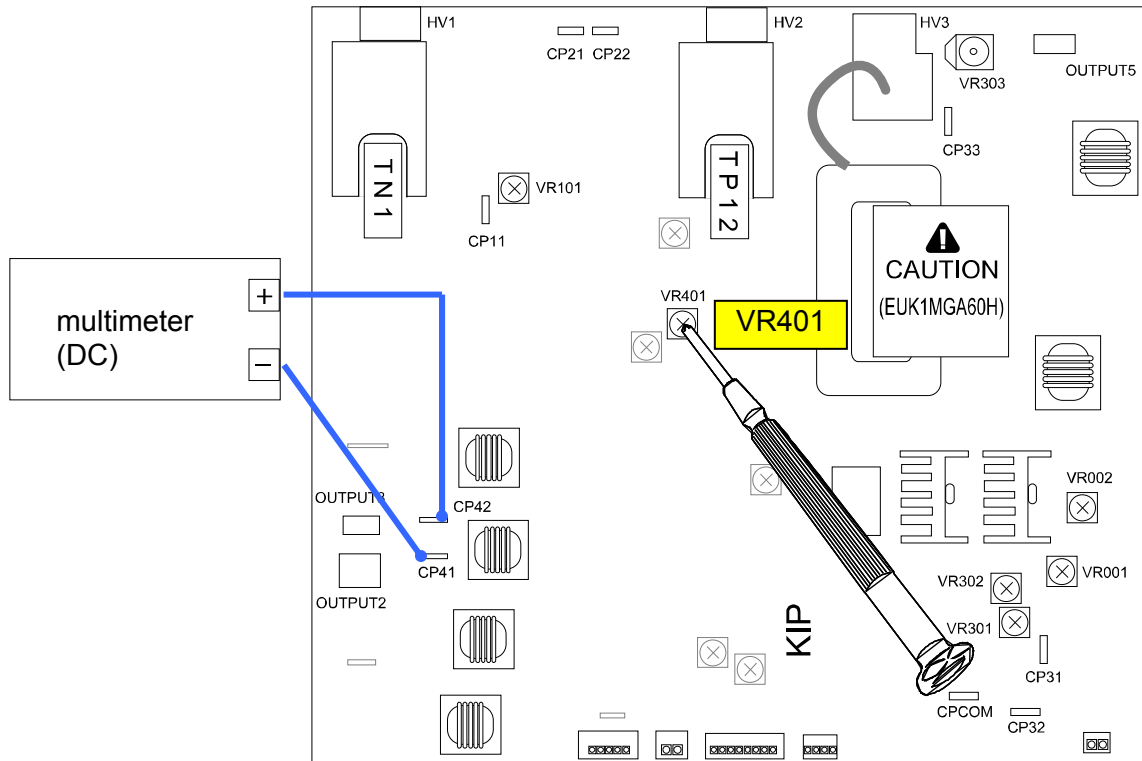 HV1
HV2
HV3
CP21 CP22
VR303
OUTPUT5
CP33
TN1
VR101
TP12
CP11
CAUTION
(EUK1MGA60H)
VR401
VR401
+
multimeter
(DC)
−
OUTPUT3
CP42
VR002
CP41
OUTPUT2
VR302
VR001
VR301
KIP
CP31
CPCOM
CP32